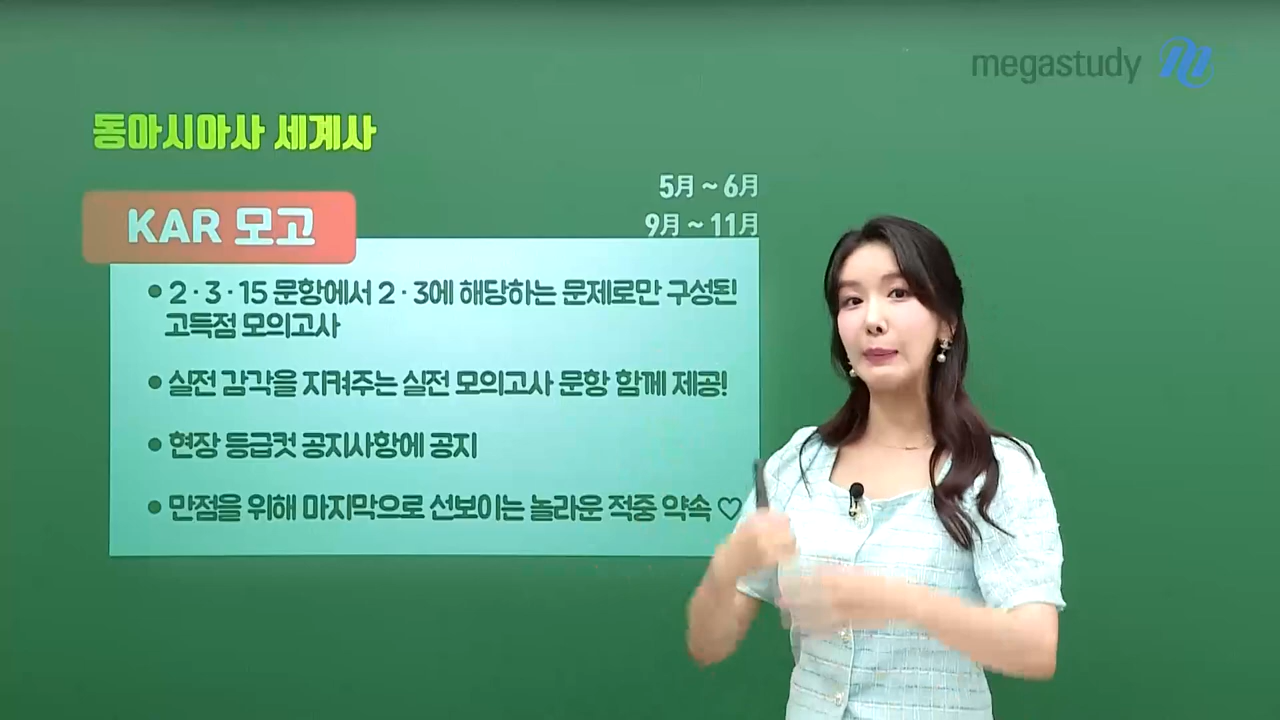 megastudy
동아시아사 세계사
5月 ~ 6月
9月 ~ 11月
KAR 모고
2·3·15 문항에서 2·3에 해당하는 문제로만 구성된
고득점 모의고사
실전 감각을 지켜주는 실전 모의고사 문항 함께 제공!
현장 등급컷 공지사항에 공지
만점을 위해 마지막으로 선보이는 놀라운 적중 약속 ♡